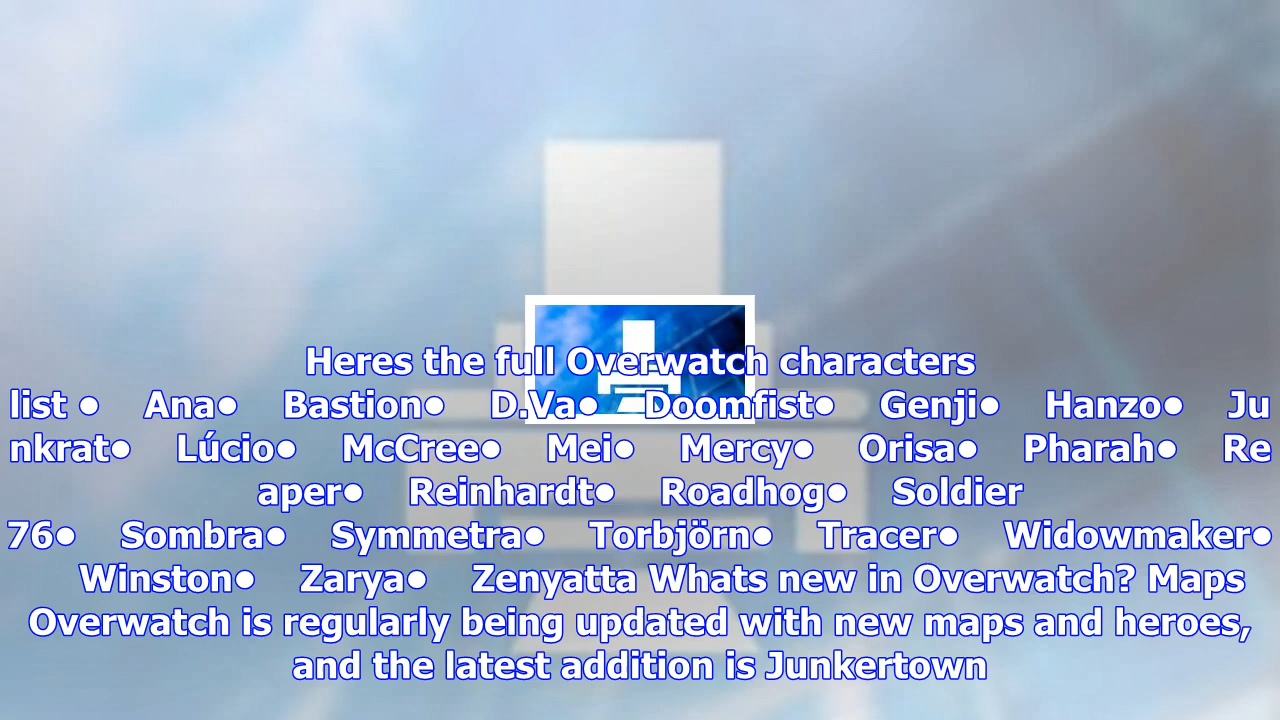 Heres the full Overwatch characters
list ●    Ana●    Bastion●    D.Va●    Doomfist●    Genji●    Hanzo●    Ju
nkrat●    Lúcio●    McCree●    Mei●    Mercy●    Orisa●    Pharah●    Re
aper●    Reinhardt●    Roadhog●    Soldier
76●    Sombra●    Symmetra●    Torbjörn●    Tracer●    Widowmaker●
Winston●    Zarya●    Zenyatta Whats new in Overwatch? Maps
Overwatch is regularly being updated with new maps and heroes,
and the latest addition is Junkertown